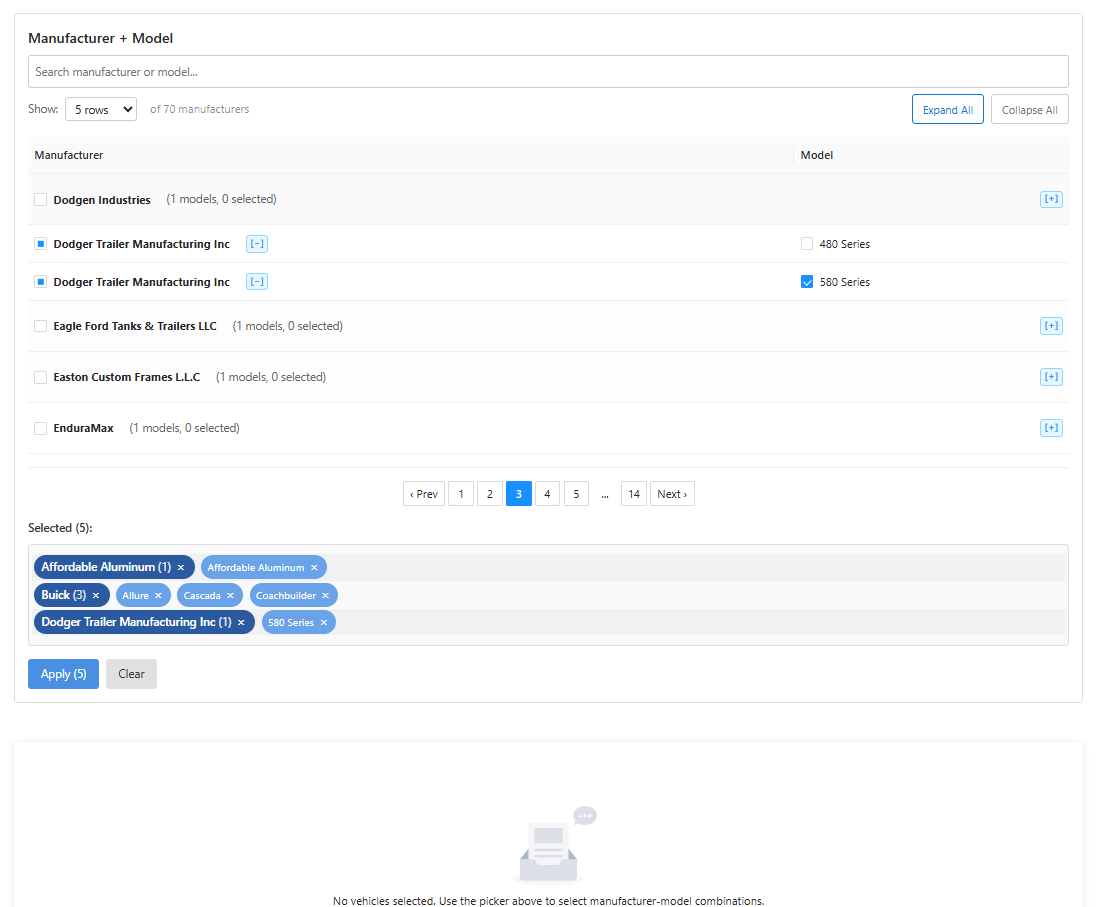 Manufacturer + Model
Search manufacturer or model...
Show: 5 rows of 70 manufacturers Expand All Collapse All
Manufacturer Model
Dodgen Industries (1 models, 0 selected) [+]
Dodger Trailer Manufacturing Inc [−] 480 Series
Dodger Trailer Manufacturing Inc [−] 580 Series
Eagle Ford Tanks & Trailers LLC (1 models, 0 selected) [+]
Easton Custom Frames L.L.C (1 models, 0 selected) [+]
EnduraMax (1 models, 0 selected) [+]
‹ Prev 1 2 3 4 5 ... 14 Next ›
Selected (5):
Affordable Aluminum (1) × Affordable Aluminum ×
Buick (3) × Allure × Cascada × Coachbuilder ×
Dodger Trailer Manufacturing Inc (1) × 580 Series ×
Apply (5) Clear
No vehicles selected. Use the picker above to select manufacturer-model combinations.